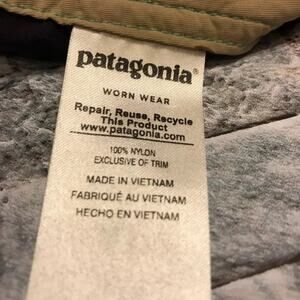 patagonia®
WORN WEAR
Repair, Reuse, Recycle
This Product
www.patagonia.com
100% NYLON
EXCLUSIVE OF TRIM
MADE IN VIETNAM
FABRIQUÉ AU VIETNAM
HECHO EN VIETNAM